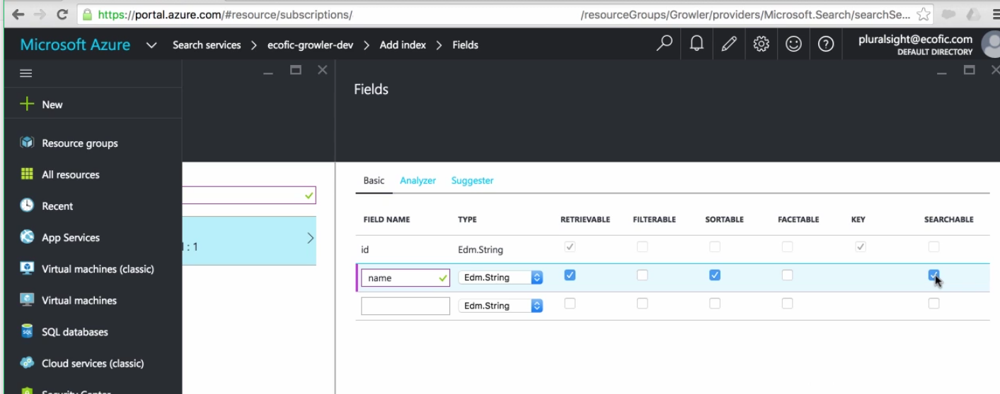 https://portal.azure.com/#resource/subscriptions/ /resourceGroups/Growler/providers/Microsoft.Search/searchSe...
Microsoft Azure Search services > ecofic-growler-dev > Add index > Fields pluralsight@ecofic.com
DEFAULT DIRECTORY
Fields
New
Resource groups
All resources
Recent
App Services
Virtual machines (classic)
Virtual machines
SQL databases
Cloud services (classic)
Security Center
: 1
Basic Analyzer Suggester
FIELD NAME TYPE RETRIEVABLE FILTERABLE SORTABLE FACETABLE KEY SEARCHABLE
id Edm.String
name Edm.String
Edm.String